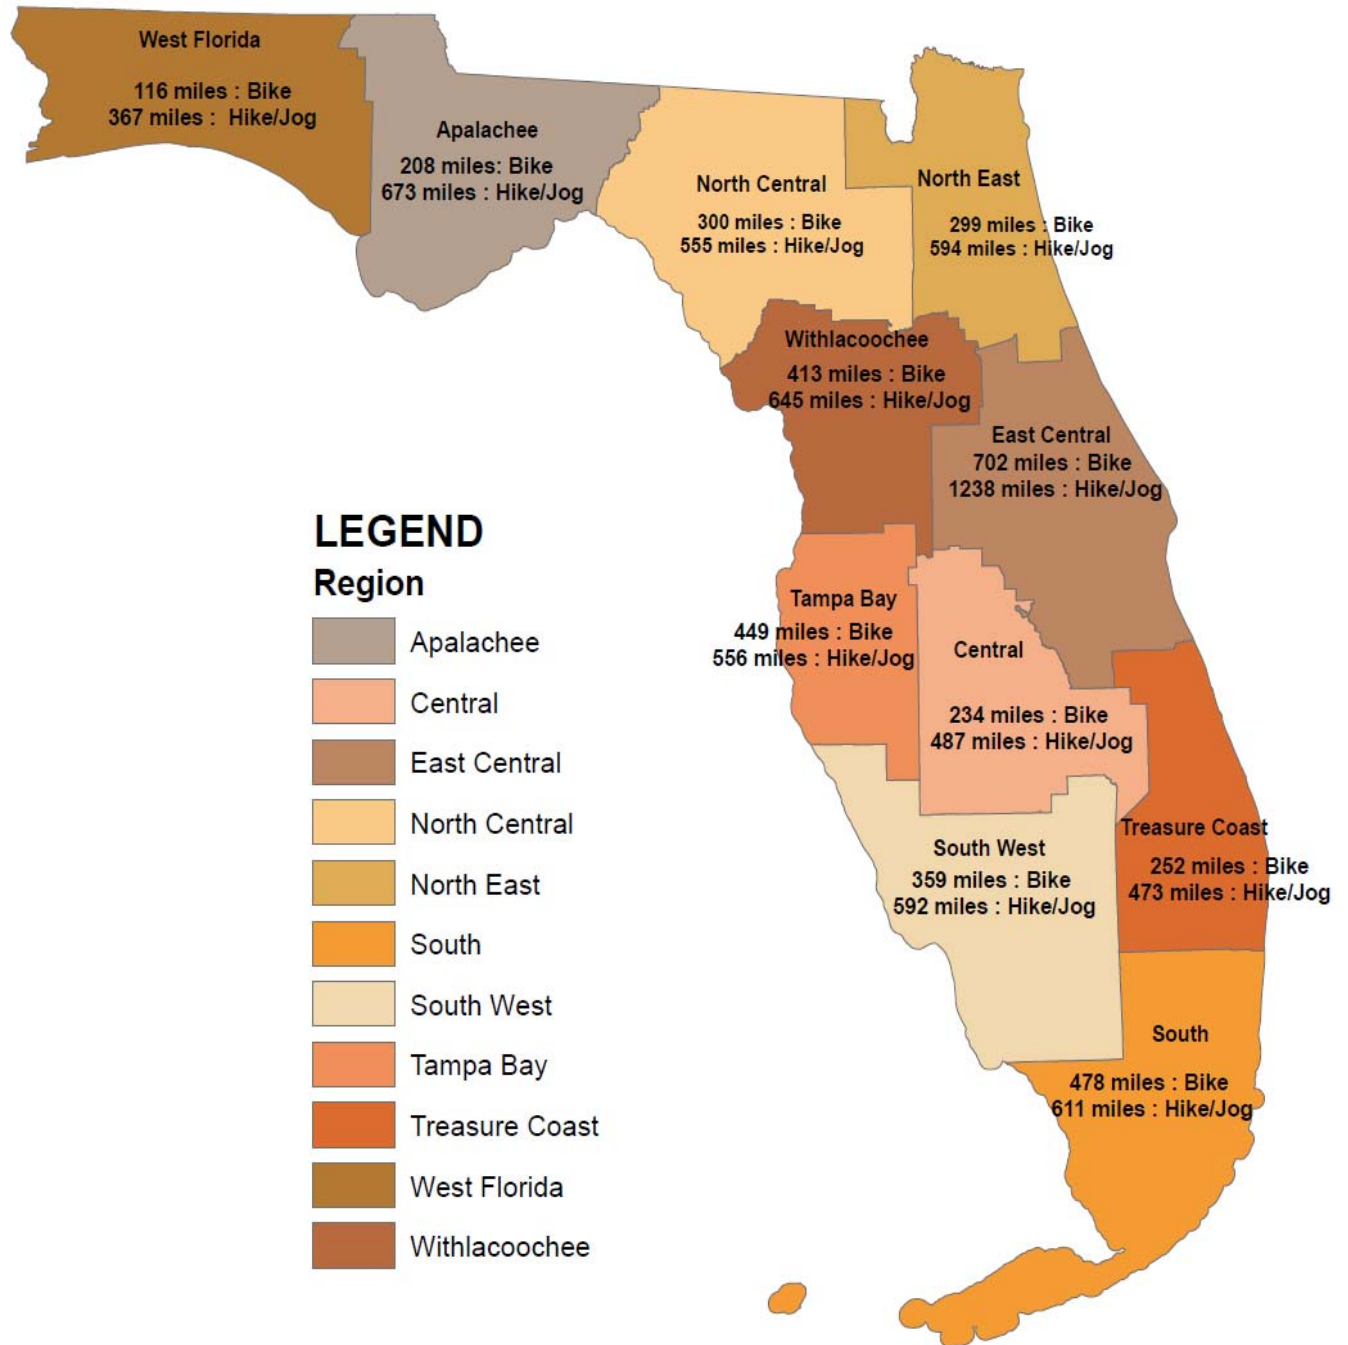 West Florida
116 miles : Bike
367 miles : Hike/Jog
Apalachee
208 miles: Bike
673 miles : Hike/Jog
North Central
300 miles : Bike
555 miles : Hike/Jog
North East
299 miles : Bike
594 miles : Hike/Jog
Withlacoochee
413 miles : Bike
645 miles : Hike/Jog
East Central
702 miles : Bike
1238 miles : Hike/Jog
Tampa Bay
449 miles : Bike
556 miles : Hike/Jog
Central
234 miles : Bike
487 miles : Hike/Jog
Treasure Coast
252 miles : Bike
473 miles : Hike/Jog
South West
359 miles : Bike
592 miles : Hike/Jog
South
478 miles : Bike
611 miles : Hike/Jog
LEGEND
Region
Apalachee
Central
East Central
North Central
North East
South
South West
Tampa Bay
Treasure Coast
West Florida
Withlacoochee